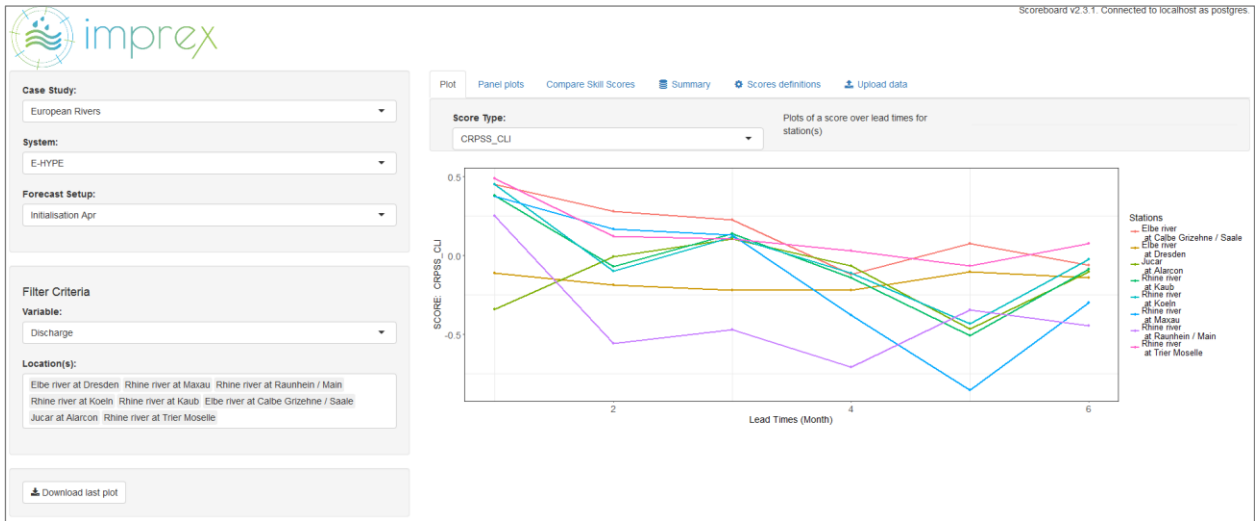 Scoreboard v2.3.1. Connected to localhost as postgres.
imprex
Case Study:
European Rivers
System:
E-HYPE
Forecast Setup:
Initialisation Apr
Filter Criteria
Variable:
Discharge
Location(s):
Elbe river at Dresden Rhine river at Maxau Rhine river at Raunhein / Main
Rhine river at Koeln Rhine river at Kaub Elbe river at Calbe Grizehne / Saale
Jucar at Alarcon Rhine river at Trier Moselle
Download last plot
Plot Panel plots Compare Skill Scores Summary Scores definitions Upload data
Score Type:
CRPSS_CLI
Plots of a score over lead times for
station(s)
0.5
0.0
-0.5
SCORE: CRPSS_CLI
2 4 6
Lead Times (Month)
Stations
Elbe river
at Calbe Grizehne / Saale
Elbe river
at Dresden
Jucar
at Alarcon
Rhine river
at Kaub
Rhine river
at Koeln
Rhine river
at Maxau
Rhine river
at Raunhein / Main
Rhine river
at Trier Moselle